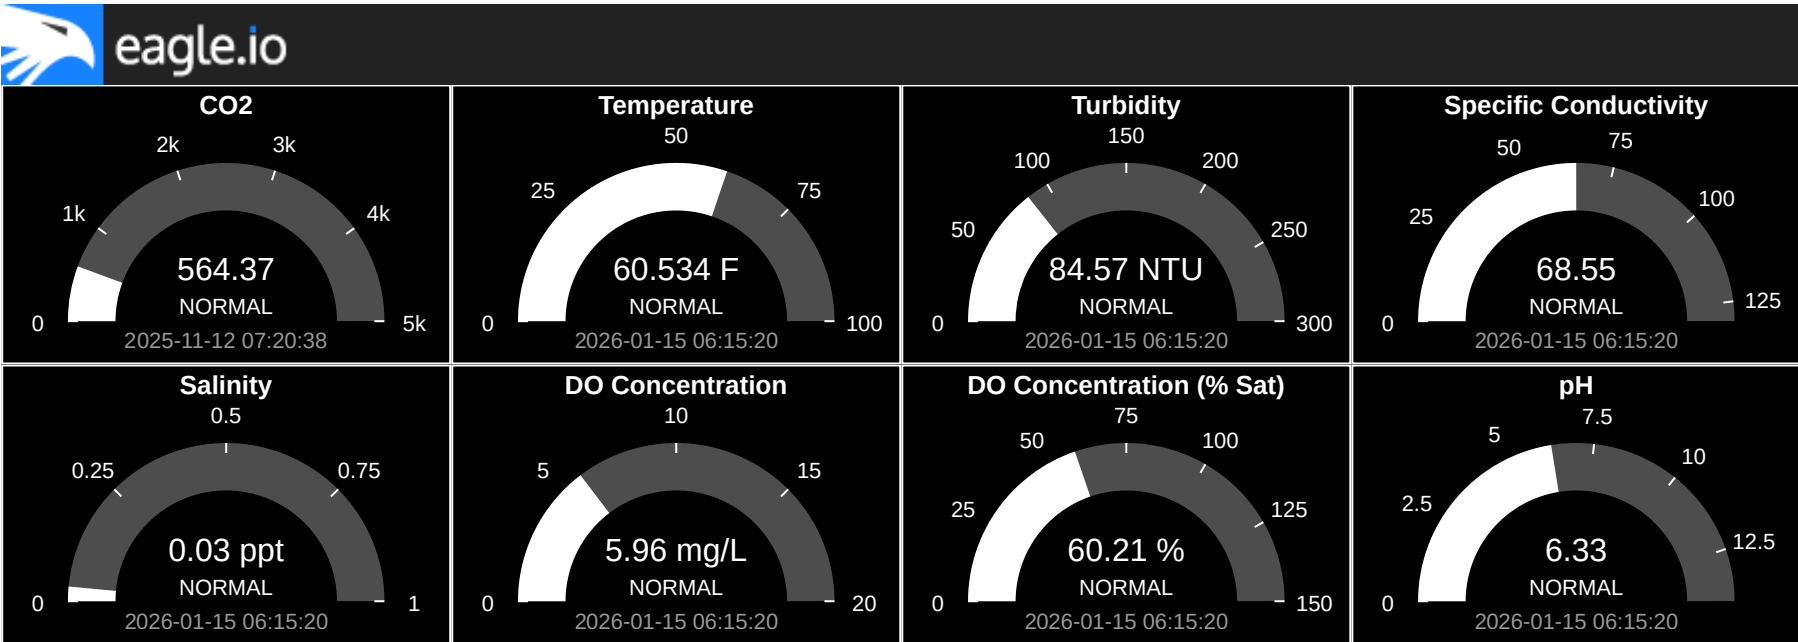 eagle.io
CO2
0
1k
2k
3k
4k
5k
564.37
NORMAL
2025-11-12 07:20:38
Temperature
0
25
50
75
100
60.534 F
NORMAL
2026-01-15 06:15:20
Turbidity
0
50
100
150
200
250
300
84.57 NTU
NORMAL
2026-01-15 06:15:20
Specific Conductivity
0
25
50
75
100
125
68.55
NORMAL
2026-01-15 06:15:20
Salinity
0
0.25
0.5
0.75
1
0.03 ppt
NORMAL
2026-01-15 06:15:20
DO Concentration
0
5
10
15
20
5.96 mg/L
NORMAL
2026-01-15 06:15:20
DO Concentration (% Sat)
0
25
50
75
100
125
150
60.21 %
NORMAL
2026-01-15 06:15:20
pH
0
2.5
5
7.5
10
12.5
6.33
NORMAL
2026-01-15 06:15:20